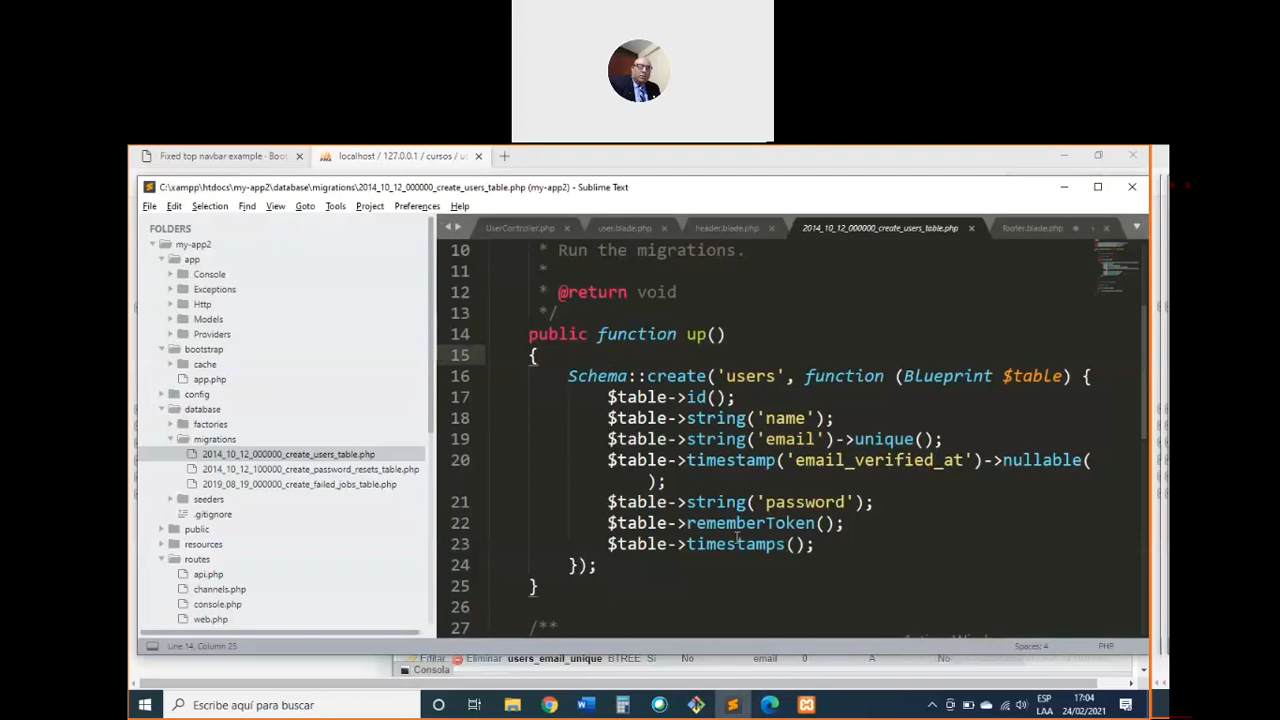 Fixed top navbar example · Boo
localhost / 127.0.0.1 / cursos / u
C:\xampp\htdocs\my-app2\database\migrations\2014_10_12_000000_create_users_table.php (my-app2) - Sublime Text
File Edit Selection Find View Goto Tools Project Preferences Help
FOLDERS
my-app2
app
Console
Exceptions
Http
Models
Providers
bootstrap
cache
app.php
config
database
factories
migrations
2014_10_12_000000_create_users_table.php
2014_10_12_100000_create_password_resets_table.php
2019_08_19_000000_create_failed_jobs_table.php
seeders
.gitignore
public
resources
routes
api.php
channels.php
console.php
web.php
UserController.php user.blade.php header.blade.php 2014_10_12_000000_create_users_table.php Footer.blade.php
10 * Run the migrations.
11 *
12 * @return void
13 */
14 public function up()
15 {
16 Schema::create('users', function (Blueprint $table) {
17 $table->id();
18 $table->string('name');
19 $table->string('email')->unique();
20 $table->timestamp('email_verified_at')->nullable(
);
21 $table->string('password');
22 $table->rememberToken();
23 $table->timestamps();
24 });
25 }
26
27 /**
Line 14, Column 25
Spaces: 4 PHP
Eliminar users_email_unique BTREE Sí No email 0 A No
Consola
Escribe aquí para buscar
ESP 17:04
LAA 24/02/2021